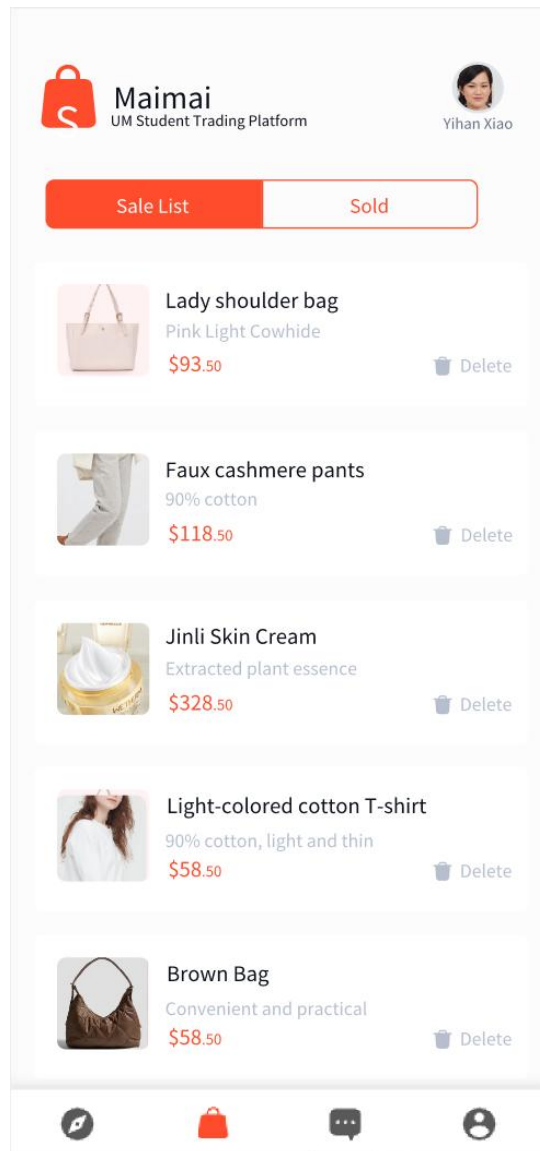 S
Maimai
UM Student Trading Platform
Yihan Xiao
Sale List
Sold
Lady shoulder bag
Pink Light Cowhide
$93.50
Delete
Faux cashmere pants
90% cotton
$118.50
Delete
Jinli Skin Cream
Extracted plant essence
$328.50
Delete
Light-colored cotton T-shirt
90% cotton, light and thin
$58.50
Delete
Brown Bag
Convenient and practical
$58.50
Delete